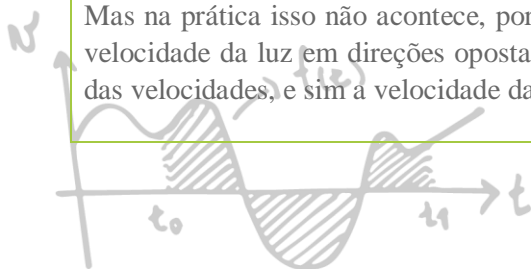 Mas na prática isso não acontece, por
velocidade da luz em direções oposta
das velocidades, e sim a velocidade da
v
f(t)
t₀
t₁
t